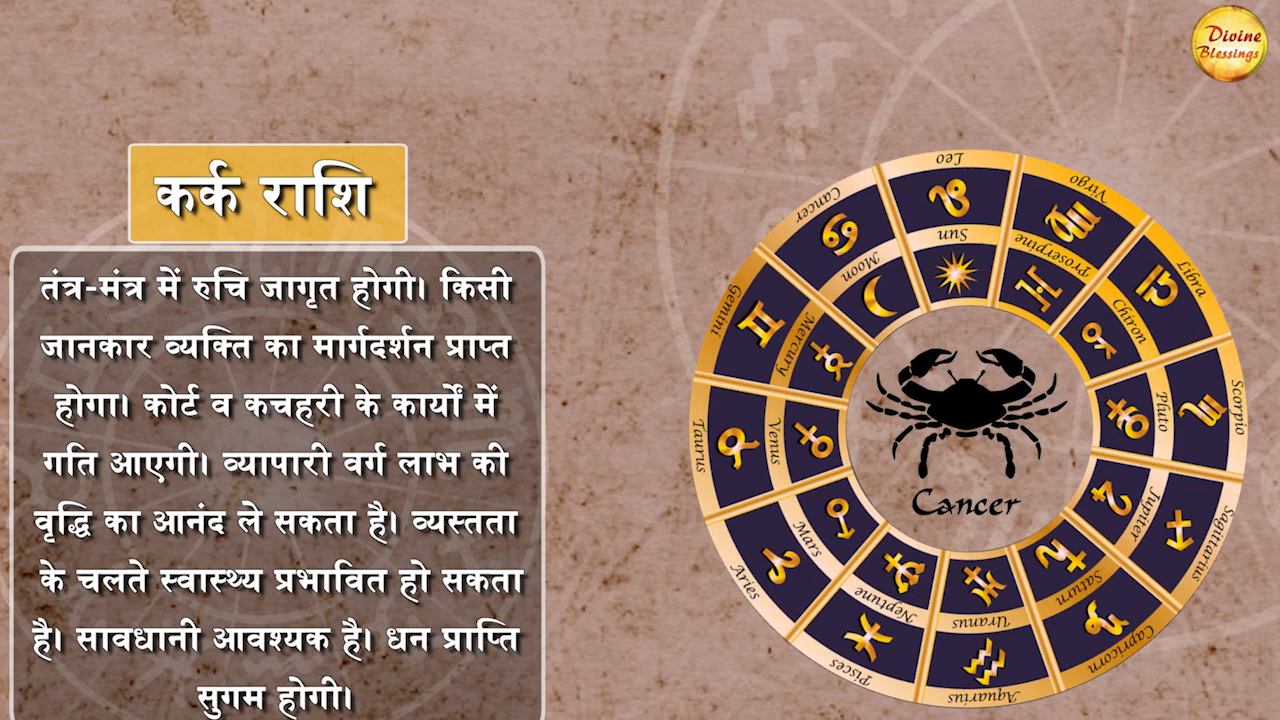 Divine
Blessings
कर्क राशि
तंत्र-मंत्र में रुचि जागृत होगी। किसी
जानकार व्यक्ति का मार्गदर्शन प्राप्त
होगा। कोर्ट व कचहरी के कार्यों में
गति आएगी। व्यापारी वर्ग लाभ की
वृद्धि का आनंद ले सकता है। व्यस्तता
के चलते स्वास्थ्य प्रभावित हो सकता
है। सावधानी आवश्यक है। धन प्राप्ति
सुगम होगी।
Leo
Virgo
Libra
Scorpio
Sagittarius
Capricorn
Aquarius
Pisces
Aries
Taurus
Gemini
Cancer
Sun
Proserpine
Chiron
Pluto
Jupiter
Saturn
Uranus
Neptune
Mars
Venus
Mercury
Moon
Cancer